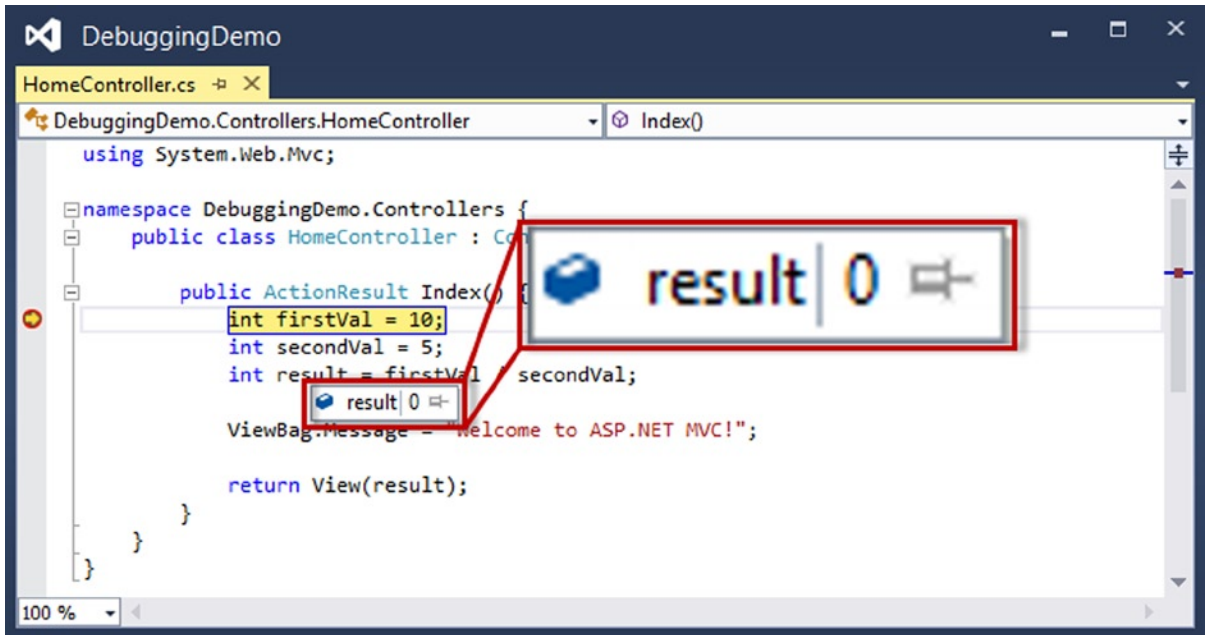 DebuggingDemo
HomeController.cs
DebuggingDemo.Controllers.HomeController Index()
using System.Web.Mvc;
namespace DebuggingDemo.Controllers {
public class HomeController : Con
result 0
public ActionResult Index() {
int firstVal = 10;
int secondVal = 5;
int result = firstVal / secondVal;
result 0
ViewBag.Message = "Welcome to ASP.NET MVC!";
return View(result);
}
}
}
100 %